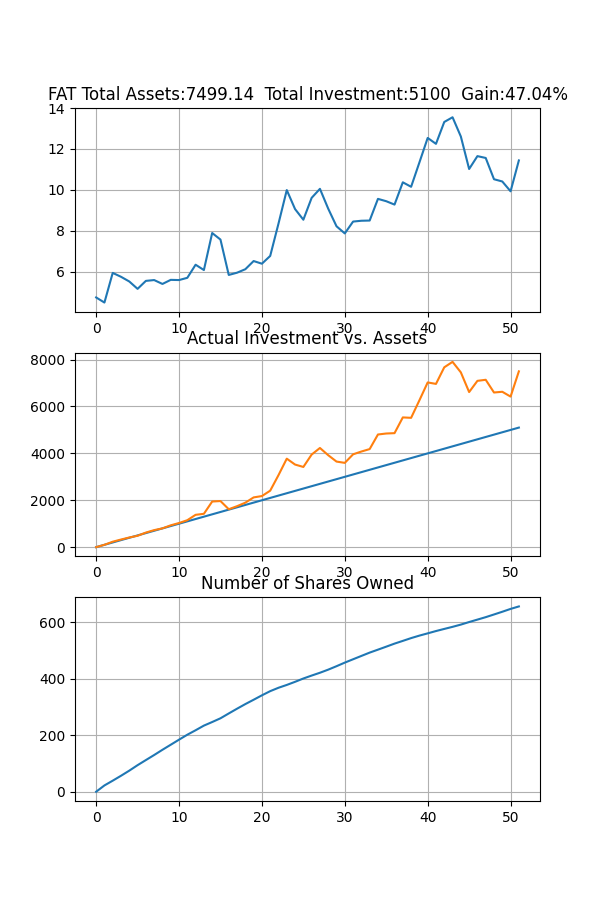 FAT Total Assets:7499.14  Total Investment:5100  Gain:47.04%
14
12
10
8
6
0 10 20 30 40 50
Actual Investment vs. Assets
8000
6000
4000
2000
0
0 10 20 30 40 50
Number of Shares Owned
600
400
200
0
0 10 20 30 40 50